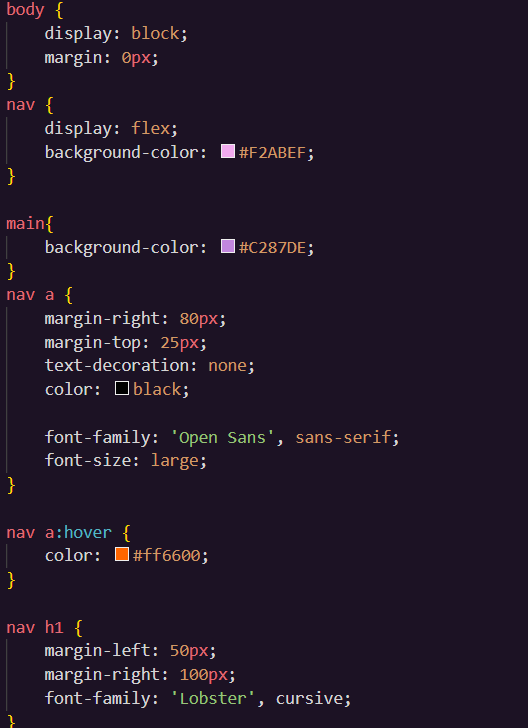 body {
    display: block;
    margin: 0px;
}
nav {
    display: flex;
    background-color: #F2ABEF;
}

main{
    background-color: #C287DE;
}
nav a {
    margin-right: 80px;
    margin-top: 25px;
    text-decoration: none;
    color: black;

    font-family: 'Open Sans', sans-serif;
    font-size: large;
}

nav a:hover {
    color: #ff6600;
}

nav h1 {
    margin-left: 50px;
    margin-right: 100px;
    font-family: 'Lobster', cursive;
}